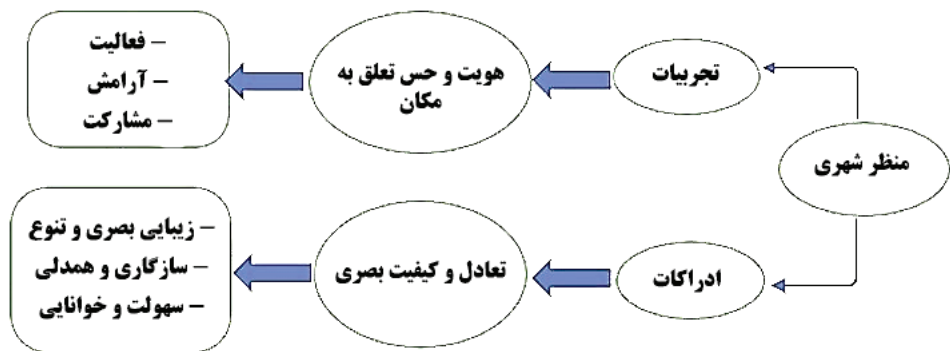 منظر شهری
تجربیات
هویت و حس تعلق به
مکان
– فعالیت
– آرامش
– مشارکت
ادراکات
تعادل و کیفیت بصری
– زیبایی بصری و تنوع
– سازگاری و همدلی
– سهولت و خوانایی